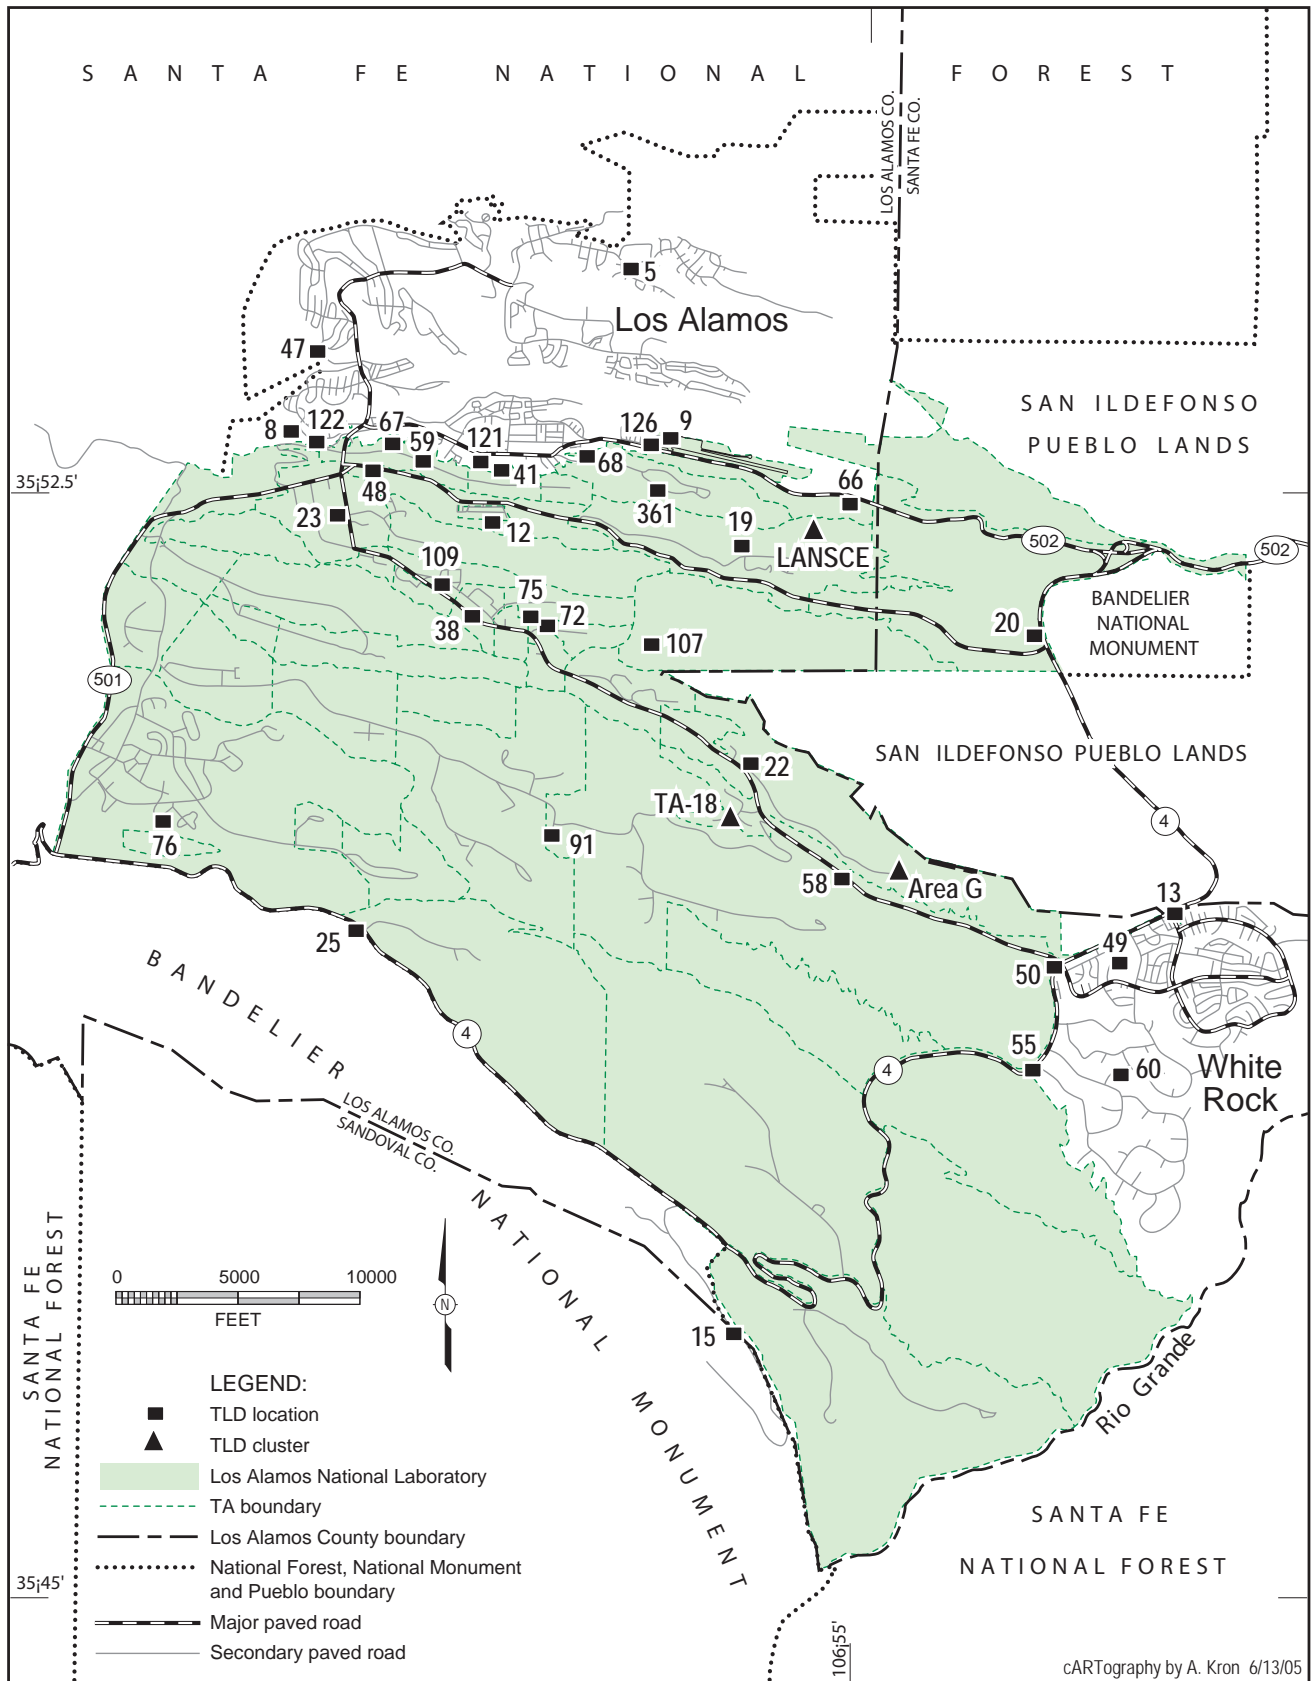 SANTA FE NATIONAL FOREST
LOS ALAMOS CO.
SANTA FE CO.
5
Los Alamos
47
SAN ILDEFONSO
PUEBLO LANDS
8
122
67
59
121
41
68
126
9
35¡52.5'
48
23
12
361
66
19
LANSCE
502
502
109
38
75
72
107
20
BANDELIER
NATIONAL
MONUMENT
501
SAN ILDEFONSO PUEBLO LANDS
22
TA-18
4
76
91
58
Area G
13
25
50
49
BANDELIER
NATIONAL
MONUMENT
4
4
55
60
White
Rock
LOS ALAMOS CO.
SANDOVAL CO.
SANTA FE
NATIONAL FOREST
0 5000 10000
FEET
N
15
Rio Grande
LEGEND:
TLD location
TLD cluster
Los Alamos National Laboratory
TA boundary
Los Alamos County boundary
National Forest, National Monument
and Pueblo boundary
Major paved road
Secondary paved road
SANTA FE
NATIONAL FOREST
35¡45'
106¡55'
cARTography by A. Kron 6/13/05